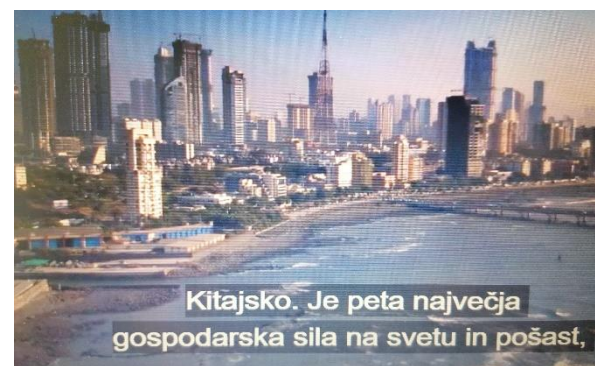 Kitajsko. Je peta največja
gospodarska sila na svetu in pošast,